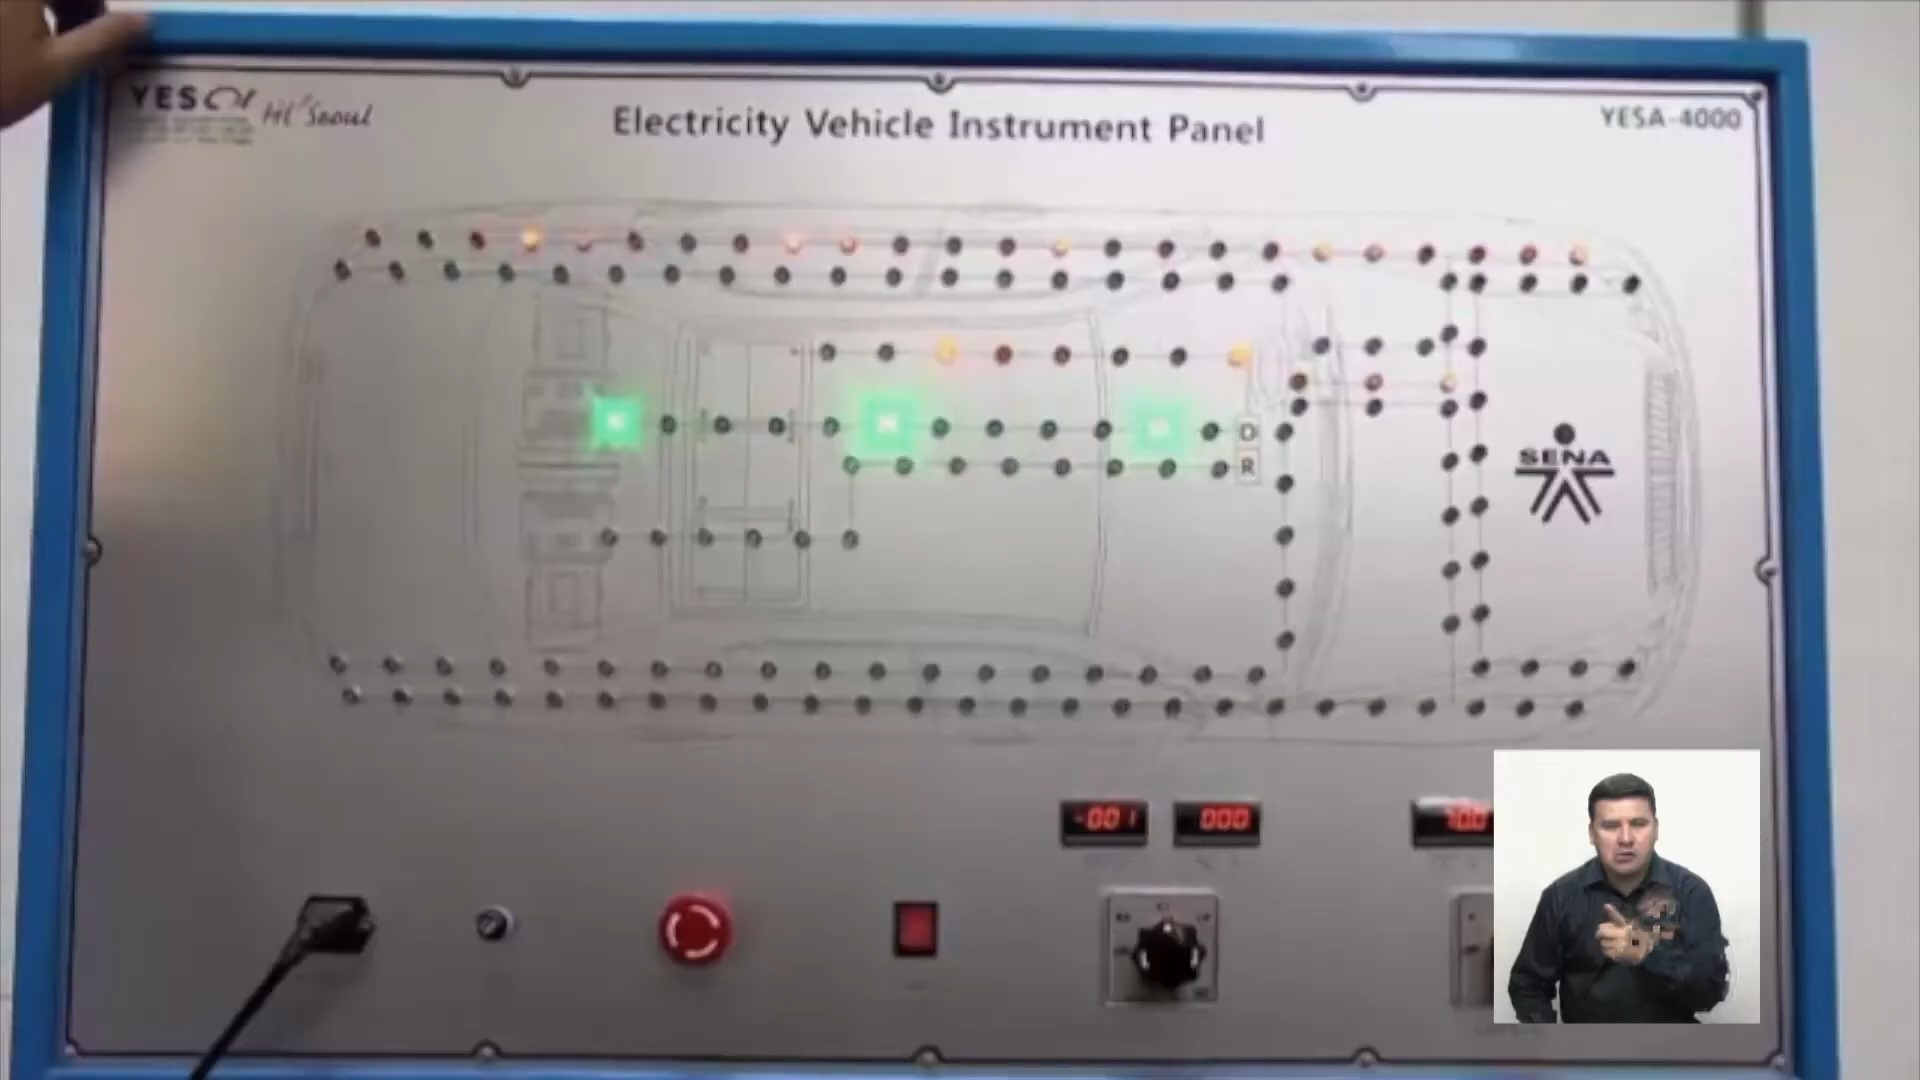 YES
Hi Seoul
Electricity Vehicle Instrument Panel
YESA-4000
D
R
SENA
-001
000